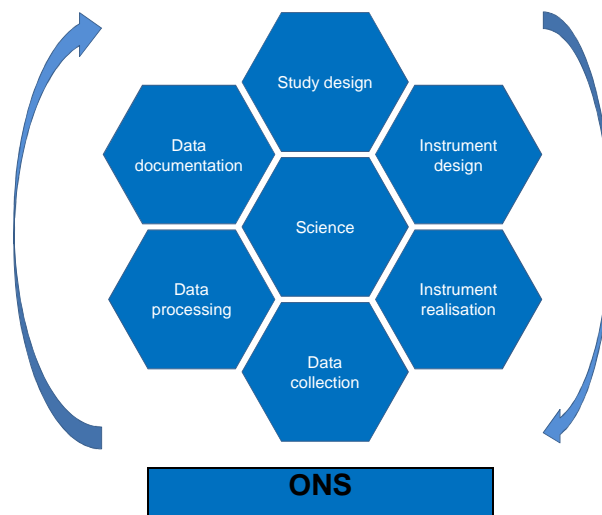 Study design
Data
documentation
Instrument
design
Science
Data
processing
Instrument
realisation
Data
collection
ONS